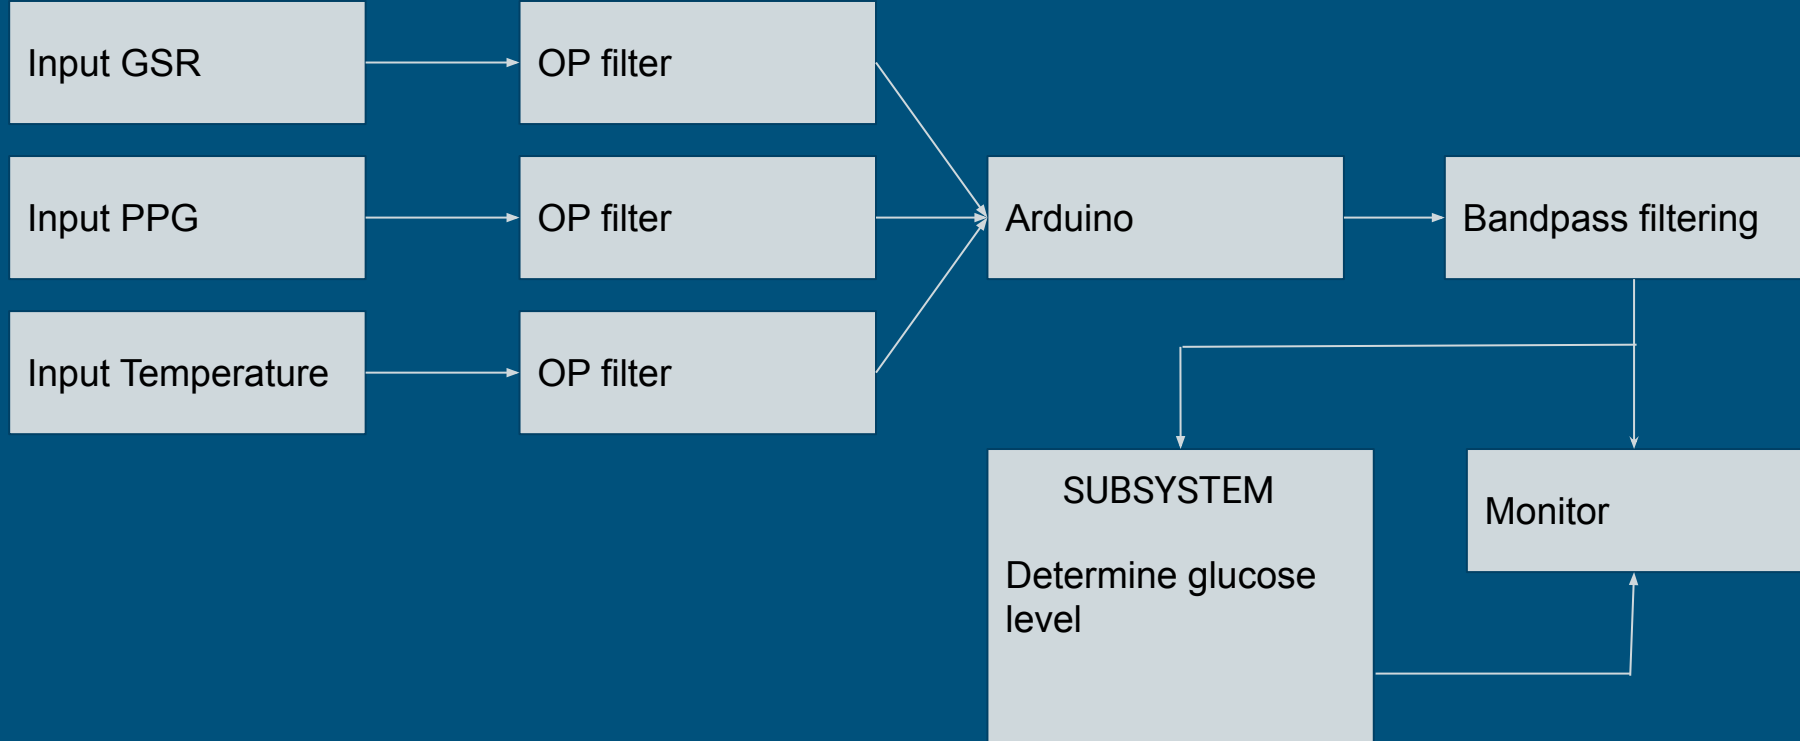 Input GSR
OP filter
Input PPG
OP filter
Arduino
Bandpass filtering
Input Temperature
OP filter
SUBSYSTEM
Determine glucose
level
Monitor